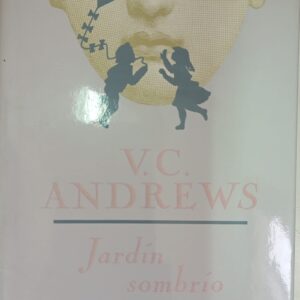 V. C.
ANDREWS
Jardín
sombrío